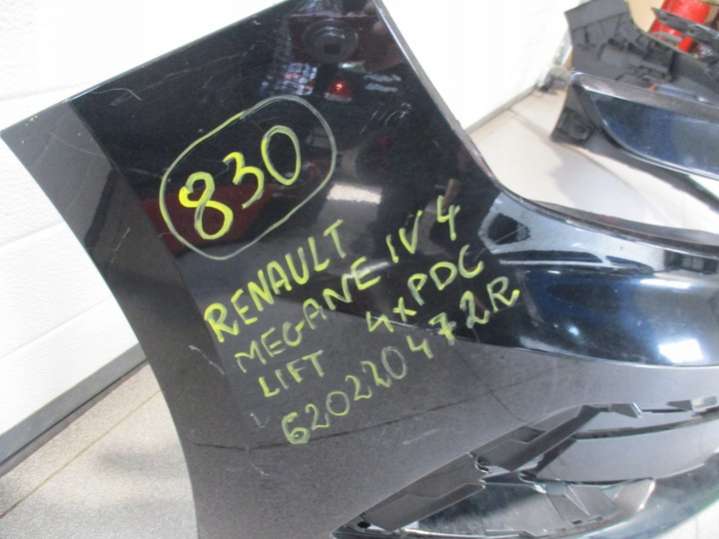 830
RENAULT
MEGANE IV 4
LIFT 4xPDC
620220472R